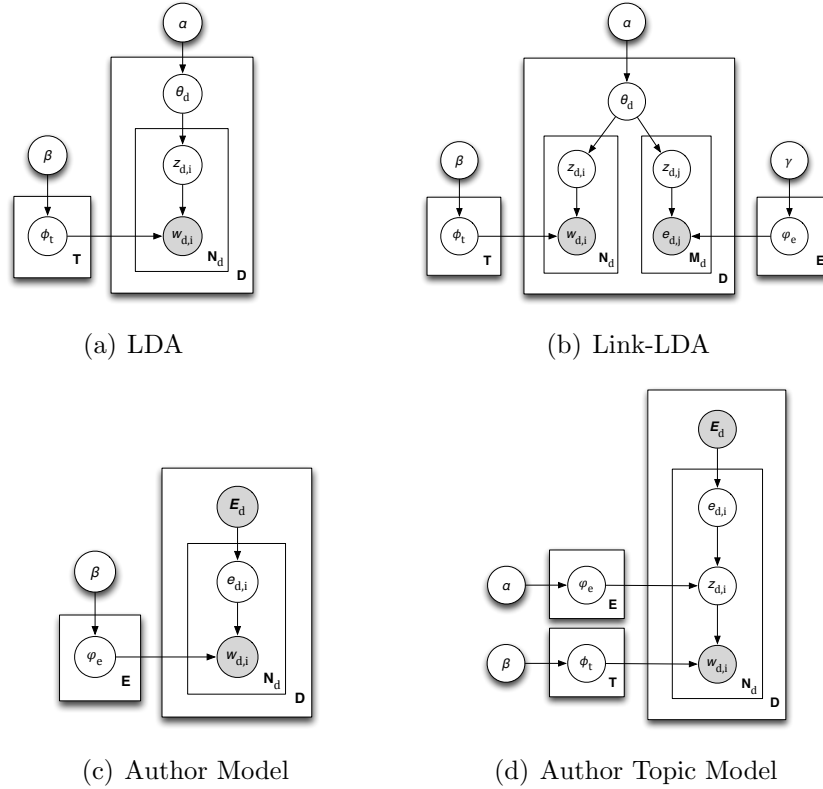 α
θd
β
zd,i
ϕt
wd,i
T
Nd
D
(a) LDA
α
θd
β
zd,i
zd,j
γ
ϕt
wd,i
ed,j
φe
T
Nd
Md
E
D
(b) Link-LDA
Ed
β
ed,i
φe
wd,i
E
Nd
D
(c) Author Model
Ed
ed,i
α
φe
zd,i
E
β
ϕt
wd,i
T
Nd
D
(d) Author Topic Model